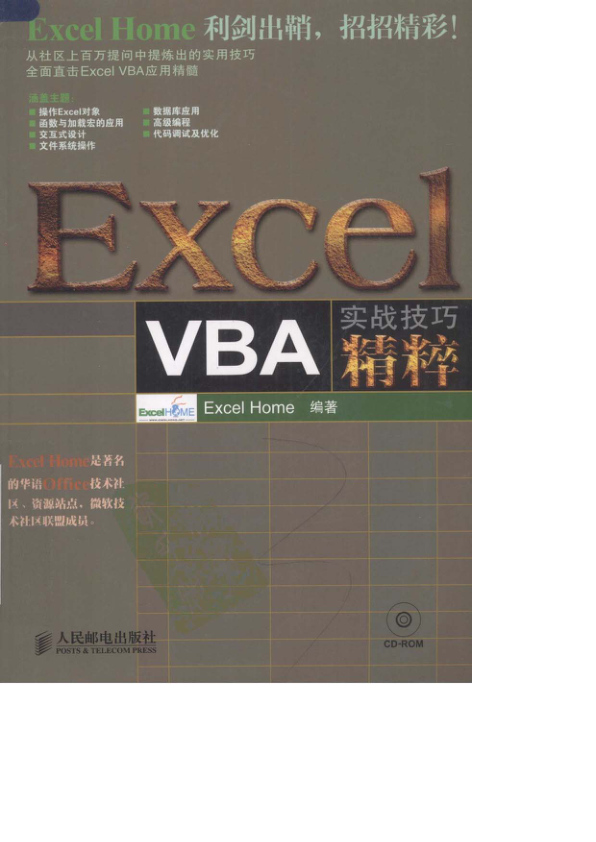 Excel Home 利剑出鞘，招招精彩！
从社区上百万提问中提炼出的实用技巧
全面直击Excel VBA应用精髓
涵盖主题：
操作Excel对象
函数与加载宏的应用
交互式设计
文件系统操作
数据库应用
高级编程
代码调试及优化
Excel
VBA
实战技巧
精粹
ExcelHOME
Excel Home 编著
Excel Home是著名
的华语Office技术社
区、资源站点，微软技
术社区联盟成员。
人民邮电出版社
POSTS & TELECOM PRESS
CD-ROM